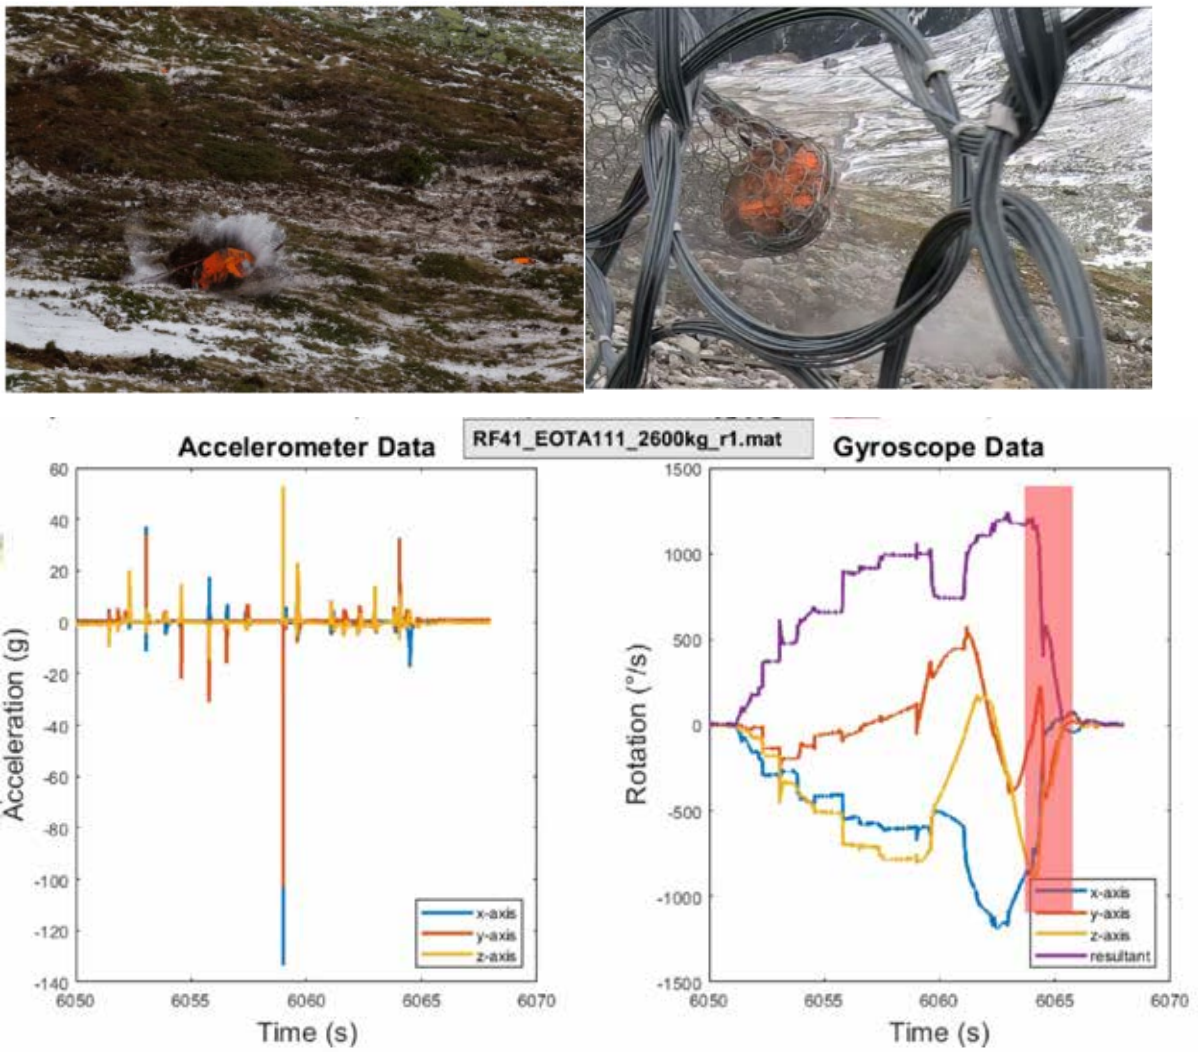 RF41_EOTA111_2600kg_r1.mat
Accelerometer Data
Gyroscope Data
60
40
20
0
-20
-40
-60
-80
-100
-120
-140
Acceleration (g)
6050
6055
6060
6065
6070
Time (s)
x-axis
y-axis
z-axis
1500
1000
500
0
-500
-1000
-1500
Rotation (°/s)
6050
6055
6060
6065
6070
Time (s)
x-axis
y-axis
z-axis
resultant